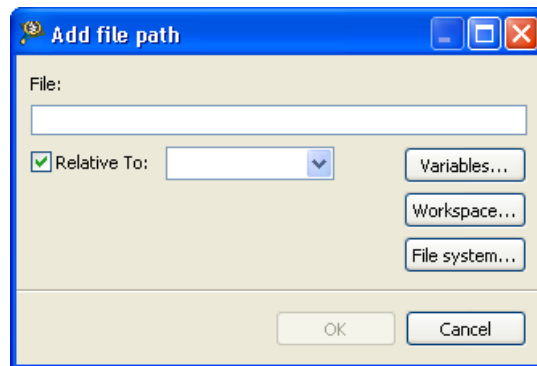 Add file path
File:
Relative To:
Variables...
Workspace...
File system...
OK Cancel